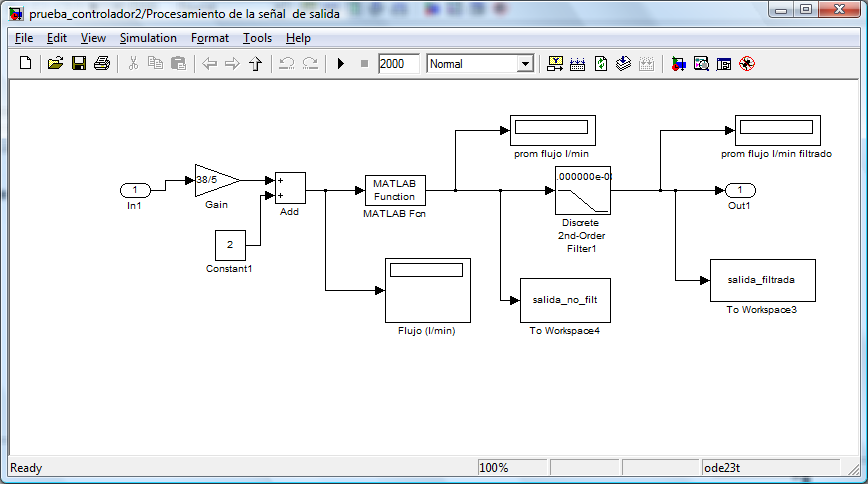 prueba_controlador2/Procesamiento de la señal  de salida
File Edit View Simulation Format Tools Help
2000 Normal
prom flujo l/min
prom flujo l/min filtrado
1
In1
38/5
Gain
Add
MATLAB
Function
MATLAB Fcn
.000000e-0
Discrete
2nd-Order
Filter1
1
Out1
2
Constant1
Flujo (l/min)
salida_no_filt
To Workspace4
salida_filtrada
To Workspace3
Ready 100% ode23t